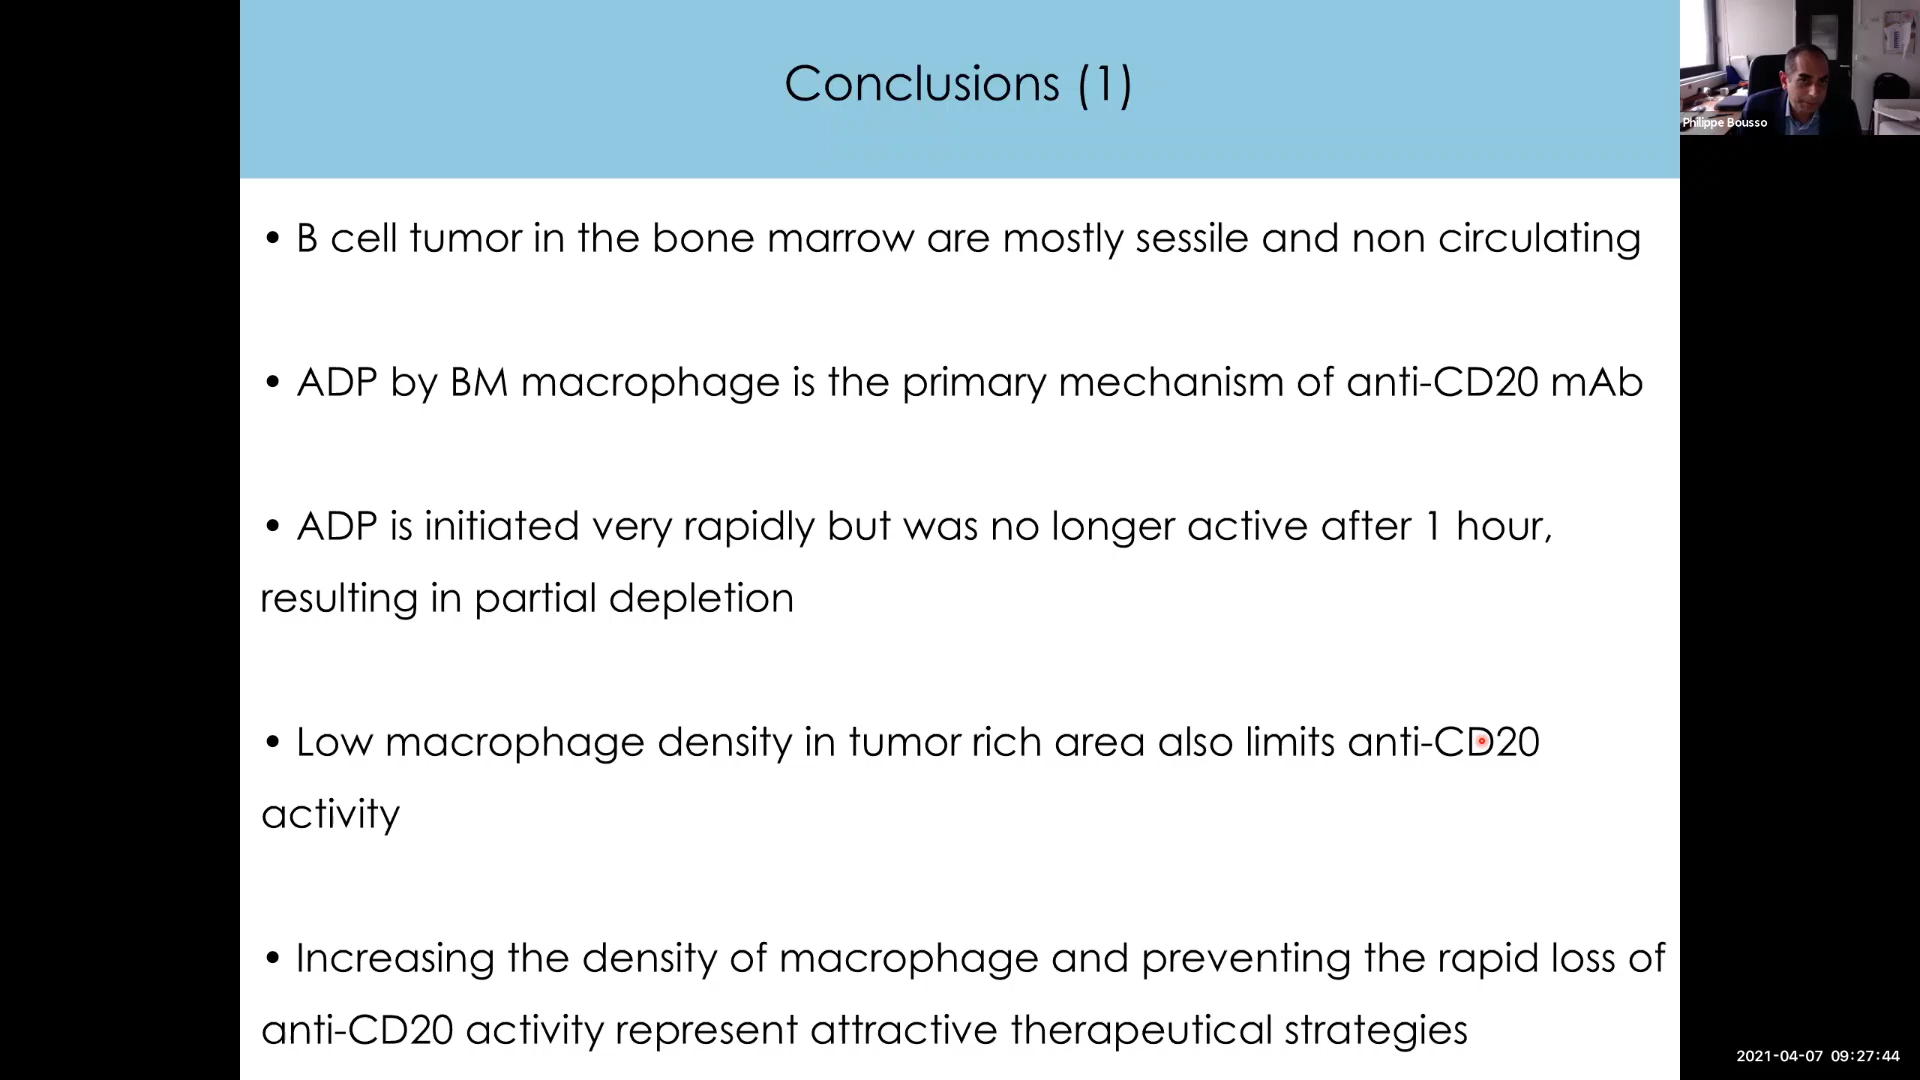 Conclusions (1)
Philippe Bousso
• B cell tumor in the bone marrow are mostly sessile and non circulating
• ADP by BM macrophage is the primary mechanism of anti-CD20 mAb
• ADP is initiated very rapidly but was no longer active after 1 hour,
resulting in partial depletion
• Low macrophage density in tumor rich area also limits anti-CD20
activity
• Increasing the density of macrophage and preventing the rapid loss of
anti-CD20 activity represent attractive therapeutical strategies
2021-04-07 09:27:44